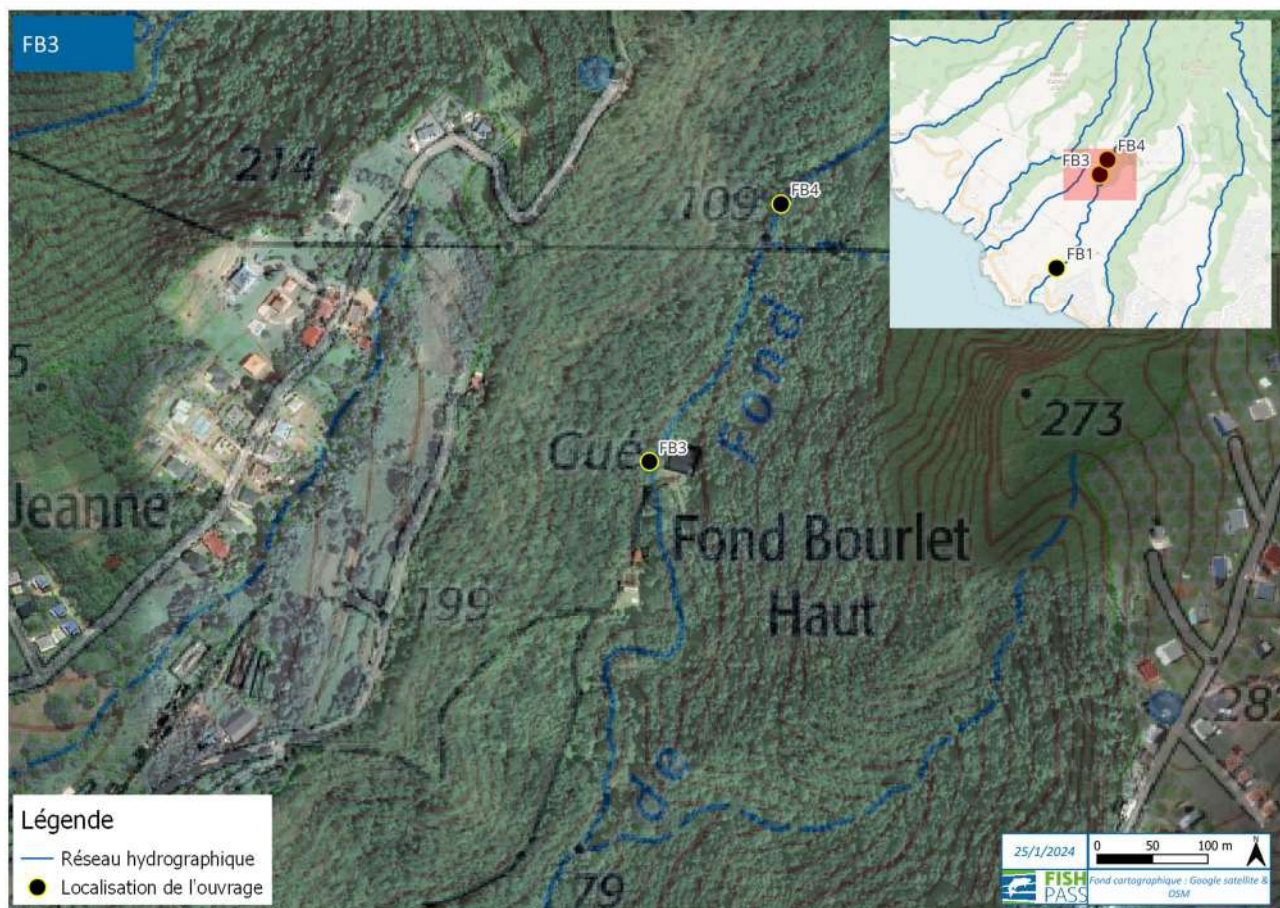 FB3
FB4
FB3
FB1
214
109
FB4
Fond
273
Gué
FB3
5
Jeanne
Fond Bourlet
Haut
199
282
de
79
Légende
Réseau hydrographique
Localisation de l'ouvrage
25/1/2024
0 50 100 m
N
FISH
PASS
Fond cartographique : Google satellite &
OSM